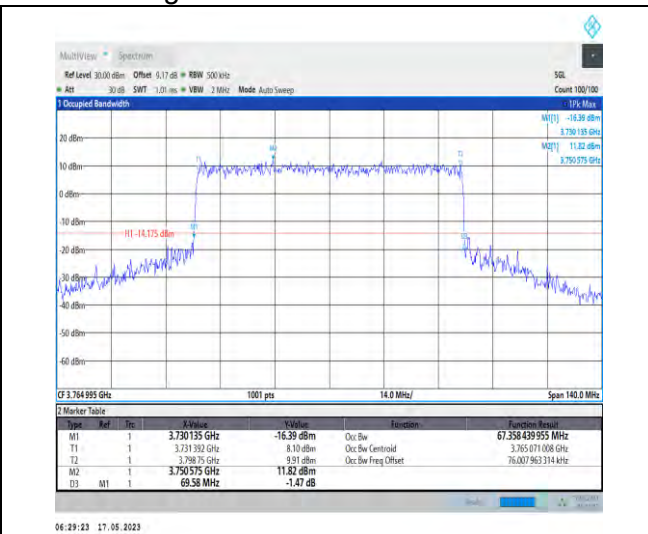 MultiView Spectrum
Ref Level 30.00 dBm Offset 9.17 dB RBW 500 kHz SGL
Att 30 dB SWT 1.01 ms VBW 2 MHz Mode Auto Sweep Count 100/100
1 Occupied Bandwidth 1Pk Max
M1[1] -16.39 dBm
3.730 135 GHz
M2[1] 11.82 dBm
3.750 575 GHz
20 dBm
M2
T1
T2
10 dBm
0 dBm
-10 dBm
M1
H1 -14.175 dBm
D3
-20 dBm
-30 dBm
-40 dBm
-50 dBm
-60 dBm
CF 3.764 995 GHz 1001 pts 14.0 MHz/ Span 140.0 MHz
2 Marker Table
Type Ref Trc X-Value Y-Value Function Function Result
M1 1 3.730 135 GHz -16.39 dBm Occ Bw 67.358 439 955 MHz
T1 1 3.731 392 GHz 8.10 dBm Occ Bw Centroid 3.765 071 008 GHz
T2 1 3.798 75 GHz 9.91 dBm Occ Bw Freq Offset 76.007 963 314 kHz
M2 1 3.750 575 GHz 11.82 dBm
D3 M1 1 69.58 MHz -1.47 dB
06:29:23 17.05.2023